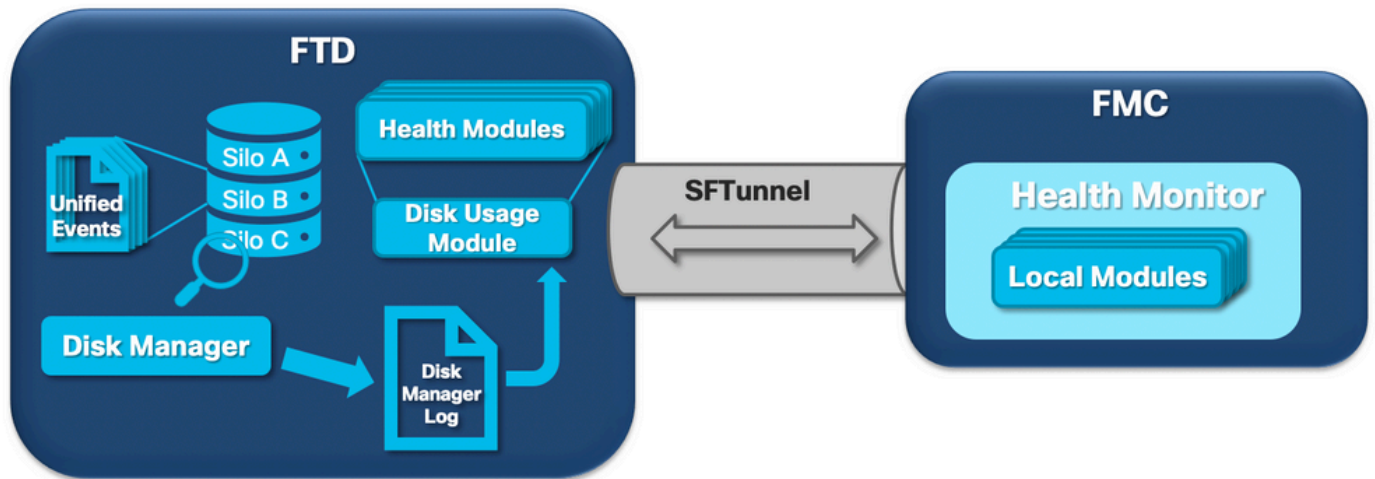 FTD
Health Modules
Silo A
Silo B
Silo C
Unified
Events
Disk Usage
Module
Disk Manager
Disk
Manager
Log
SFTunnel
FMC
Health Monitor
Local Modules